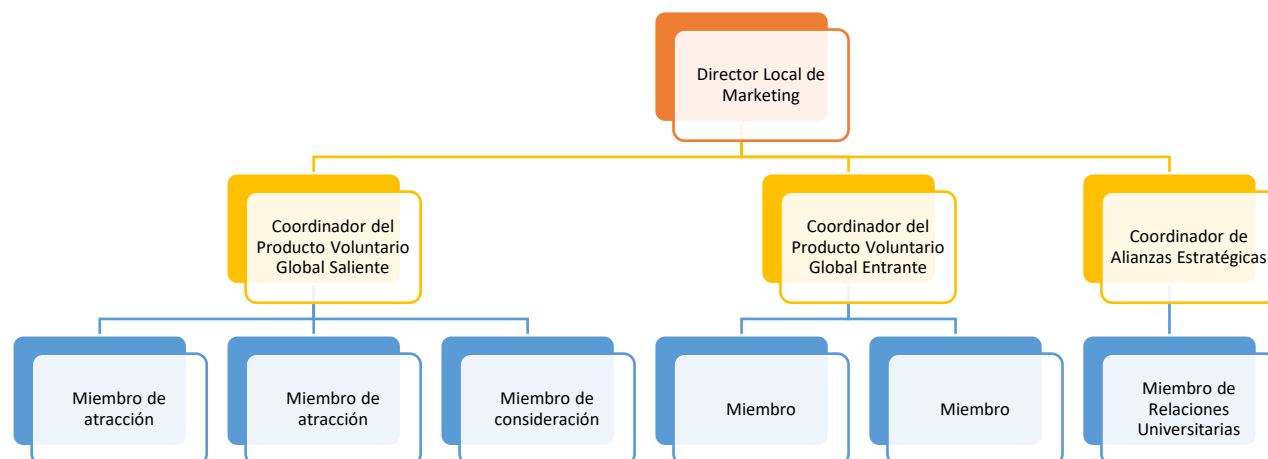 Director Local de
Marketing
Coordinador del
Producto Voluntario
Global Saliente
Coordinador del
Producto Voluntario
Global Entrante
Coordinador de
Alianzas Estratégicas
Miembro de
atracción
Miembro de
atracción
Miembro de
consideración
Miembro
Miembro
Miembro de
Relaciones
Universitarias